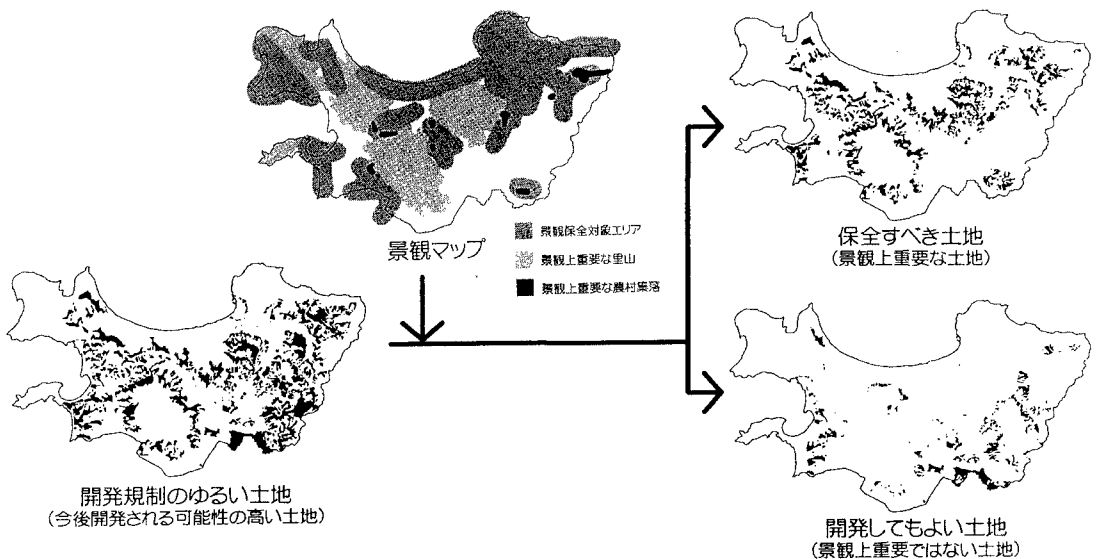 景観マップ
景観保全対象エリア
景観上重要な里山
景観上重要な農村集落
保全すべき土地
(景観上重要な土地)
開発規制のゆるい土地
(今後開発される可能性の高い土地)
開発してもよい土地
(景観上重要ではない土地)